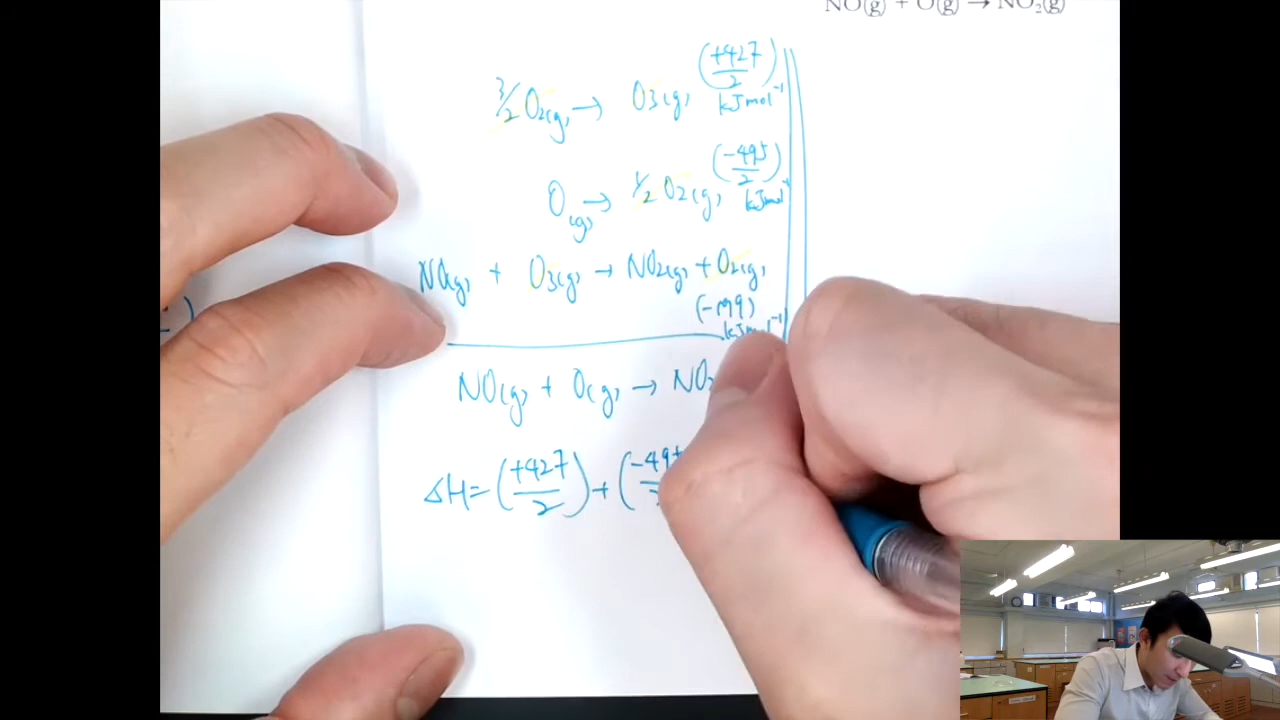 NO(g) + O(g) → NO₂(g)
3/2 O2(g) → O3(g) (+427/2) kJmol⁻¹
O(g) → 1/2 O2(g) (-495/2) kJmol⁻¹
NO(g) + O3(g) → NO2(g) + O2(g)
(-199) kJmol⁻¹
NO(g) + O(g) → NO2
ΔH = (+427/2) + (-495